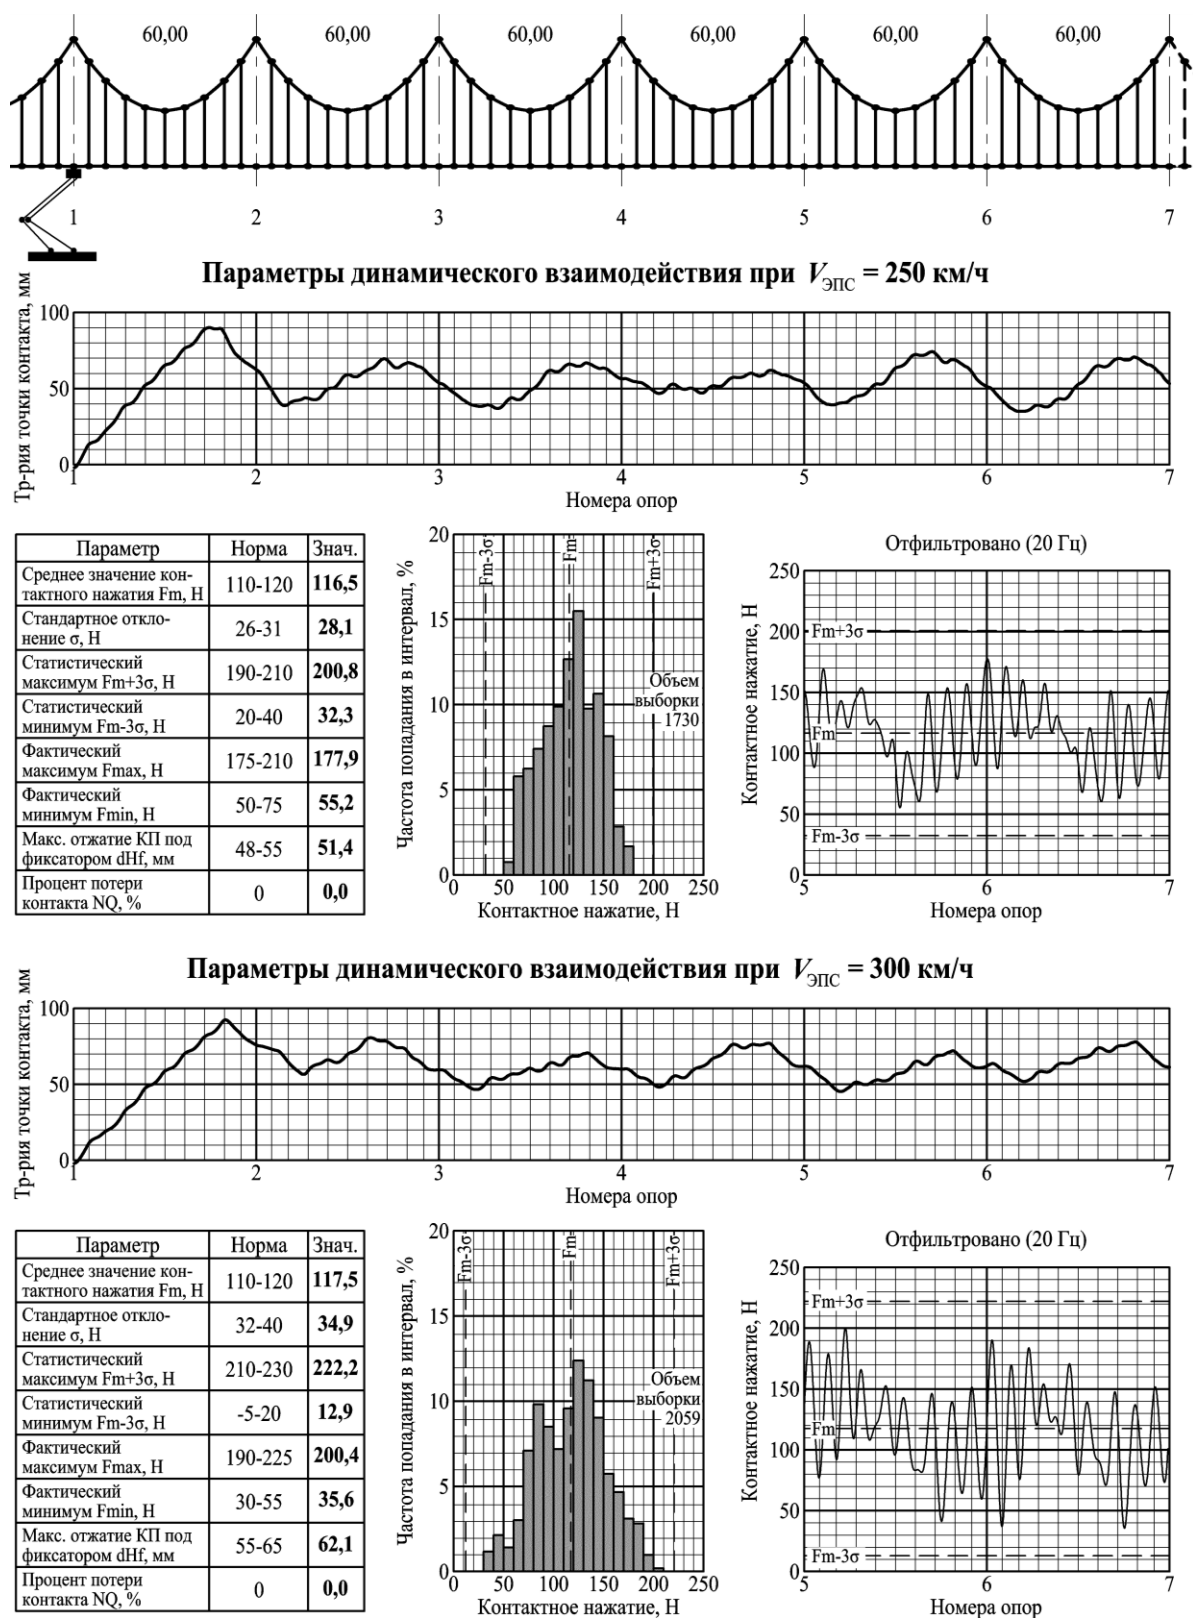 60,00 60,00 60,00 60,00 60,00 60,00
1 2 3 4 5 6 7
Параметры динамического взаимодействия при VЭПС = 250 км/ч
Тр-рия точки контакта, мм
100
50
0
1 2 3 4 5 6 7
Номера опор
Параметр Норма Знач.
Среднее значение кон-
тактного нажатия Fm, Н 110-120 116,5
Стандартное откло-
нение σ, Н 26-31 28,1
Статистический
максимум Fm+3σ, Н 190-210 200,8
Статистический
минимум Fm-3σ, Н 20-40 32,3
Фактический
максимум Fmax, Н 175-210 177,9
Фактический
минимум Fmin, Н 50-75 55,2
Макс. отжатие КП под
фиксатором dHf, мм 48-55 51,4
Процент потери
контакта NQ, % 0 0,0
Частота попадания в интервал, %
20
15
10
5
0
Fm-3σ
Fm
Fm+3σ
Объем
выборки
1730
0 50 100 150 200 250
Контактное нажатие, Н
Отфильтровано (20 Гц)
Контактное нажатие, Н
250
200
150
100
50
0
Fm+3σ
Fm
Fm-3σ
5 6 7
Номера опор
Параметры динамического взаимодействия при VЭПС = 300 км/ч
Тр-рия точки контакта, мм
100
50
0
1 2 3 4 5 6 7
Номера опор
Параметр Норма Знач.
Среднее значение кон-
тактного нажатия Fm, Н 110-120 117,5
Стандартное откло-
нение σ, Н 32-40 34,9
Статистический
максимум Fm+3σ, Н 210-230 222,2
Статистический
минимум Fm-3σ, Н -5-20 12,9
Фактический
максимум Fmax, Н 190-225 200,4
Фактический
минимум Fmin, Н 30-55 35,6
Макс. отжатие КП под
фиксатором dHf, мм 55-65 62,1
Процент потери
контакта NQ, % 0 0,0
Частота попадания в интервал, %
20
15
10
5
0
Fm-3σ
Fm
Fm+3σ
Объем
выборки
2059
0 50 100 150 200 250
Контактное нажатие, Н
Отфильтровано (20 Гц)
Контактное нажатие, Н
250
200
150
100
50
0
Fm+3σ
Fm
Fm-3σ
5 6 7
Номера опор